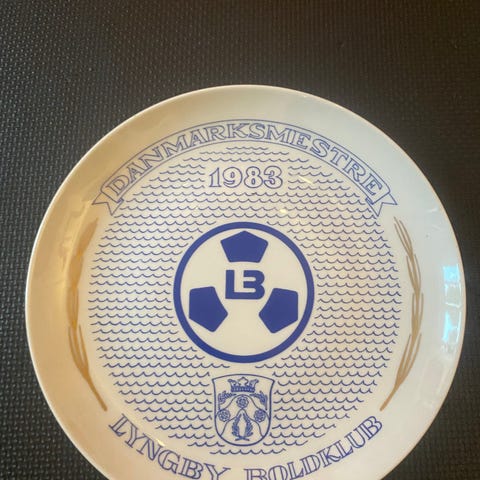 DANMARKSMESTRE
1983
LB
LYNGBY BOLDKLUB